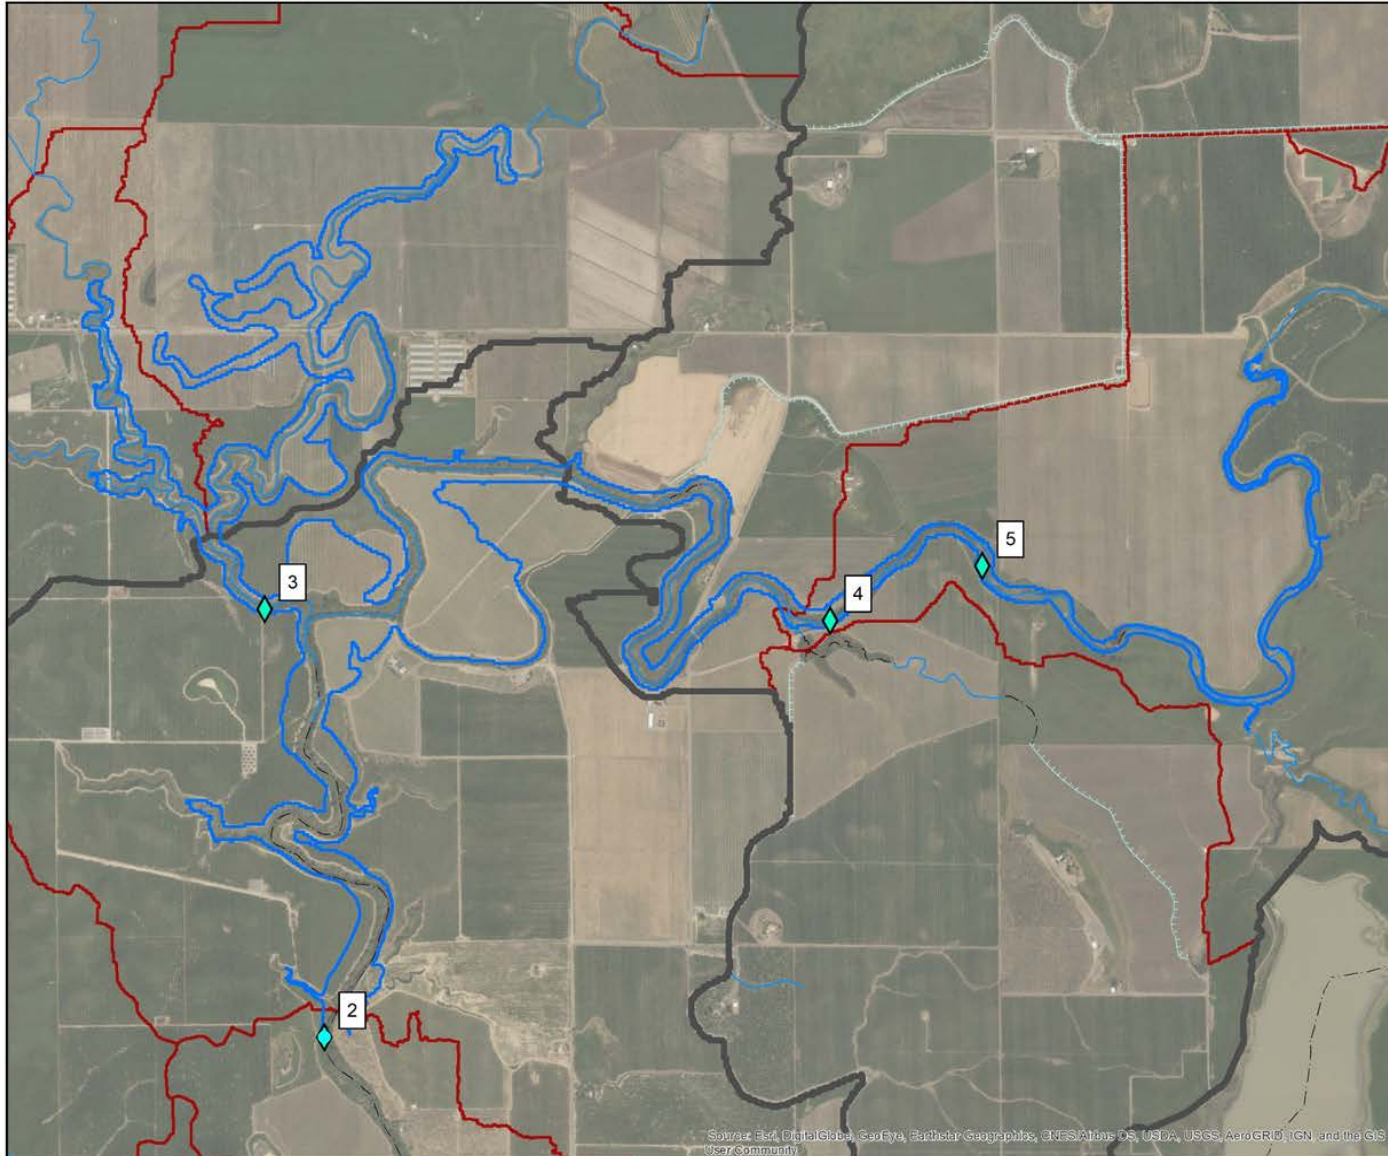 5
4
3
2
Source: Esri, DigitalGlobe, GeoEye, Earthstar Geographics, CNES/Airbus DS, USDA, USGS, AeroGRID, IGN, and the GIS
User Community